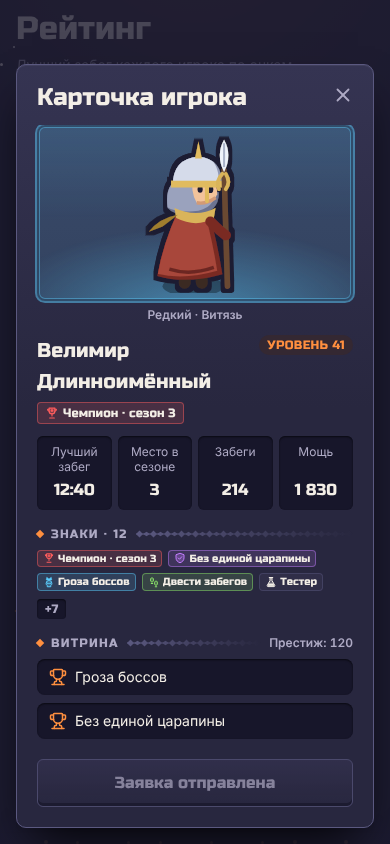 Рейтинг
Карточка игрока
Редкий · Витязь
Велимир
Длинноимённый
УРОВЕНЬ 41
Чемпион · сезон 3
Лучший забег
12:40
Место в сезоне
3
Забеги
214
Мощь
1 830
ЗНАКИ · 12
Чемпион · сезон 3
Без единой царапины
Гроза боссов
Двести забегов
Тестер
+7
ВИТРИНА
Престиж: 120
Гроза боссов
Без единой царапины
Заявка отправлена